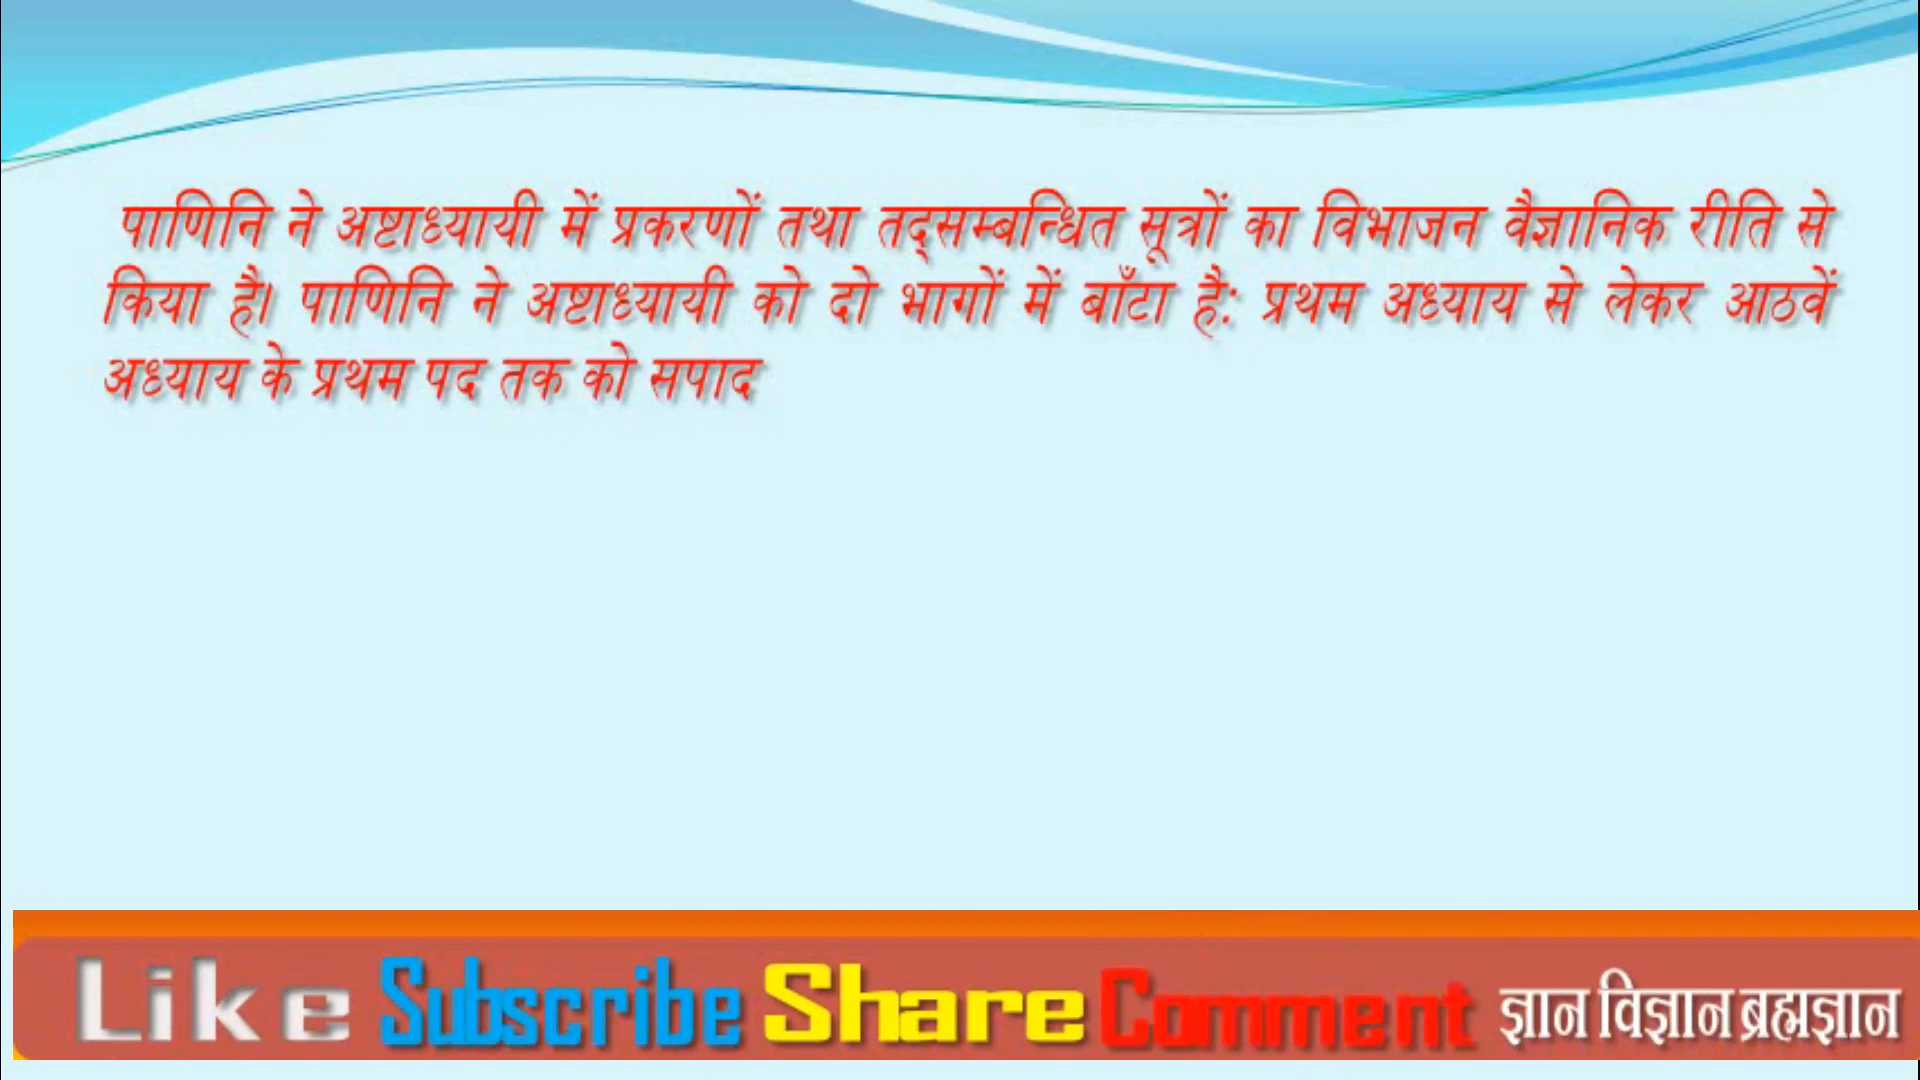 पाणिनि ने अष्टाध्यायी में प्रकरणों तथा तद्सम्बन्धित सूत्रों का विभाजन वैज्ञानिक रीति से
किया है। पाणिनि ने अष्टाध्यायी को दो भागों में बाँटा है: प्रथम अध्याय से लेकर आठवें
अध्याय के प्रथम पद तक को सपाद
Like Subscribe Share Comment ज्ञान विज्ञान ब्रह्मज्ञान